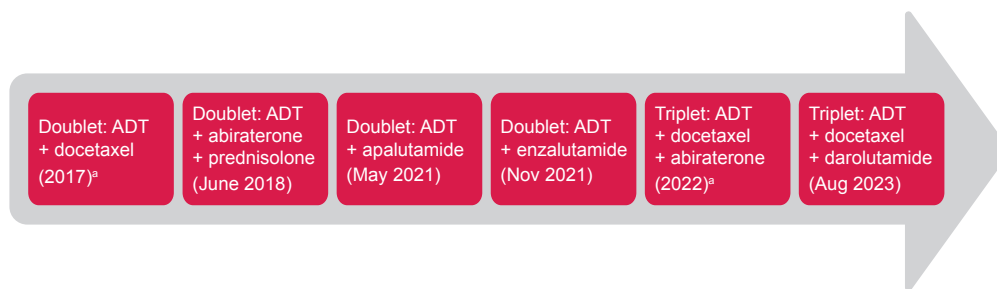 Doublet: ADT
+ docetaxel
(2017)ᵃ
Doublet: ADT
+ abiraterone
+ prednisolone
(June 2018)
Doublet: ADT
+ apalutamide
(May 2021)
Doublet: ADT
+ enzalutamide
(Nov 2021)
Triplet: ADT
+ docetaxel
+ abiraterone
(2022)ᵃ
Triplet: ADT
+ docetaxel
+ darolutamide
(Aug 2023)